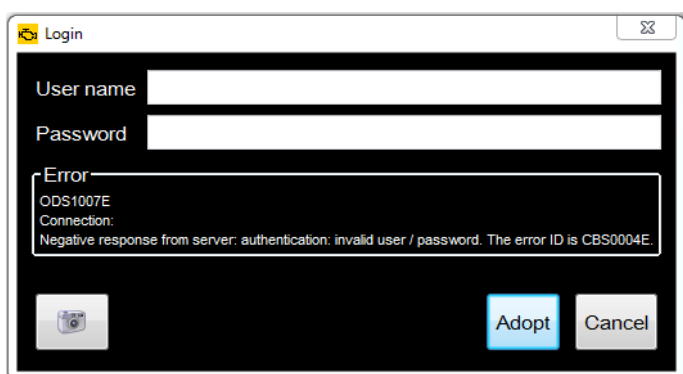 Login
User name
Password
Error
ODS1007E
Connection:
Negative response from server: authentication: invalid user / password. The error ID is CBS0004E.
Adopt Cancel